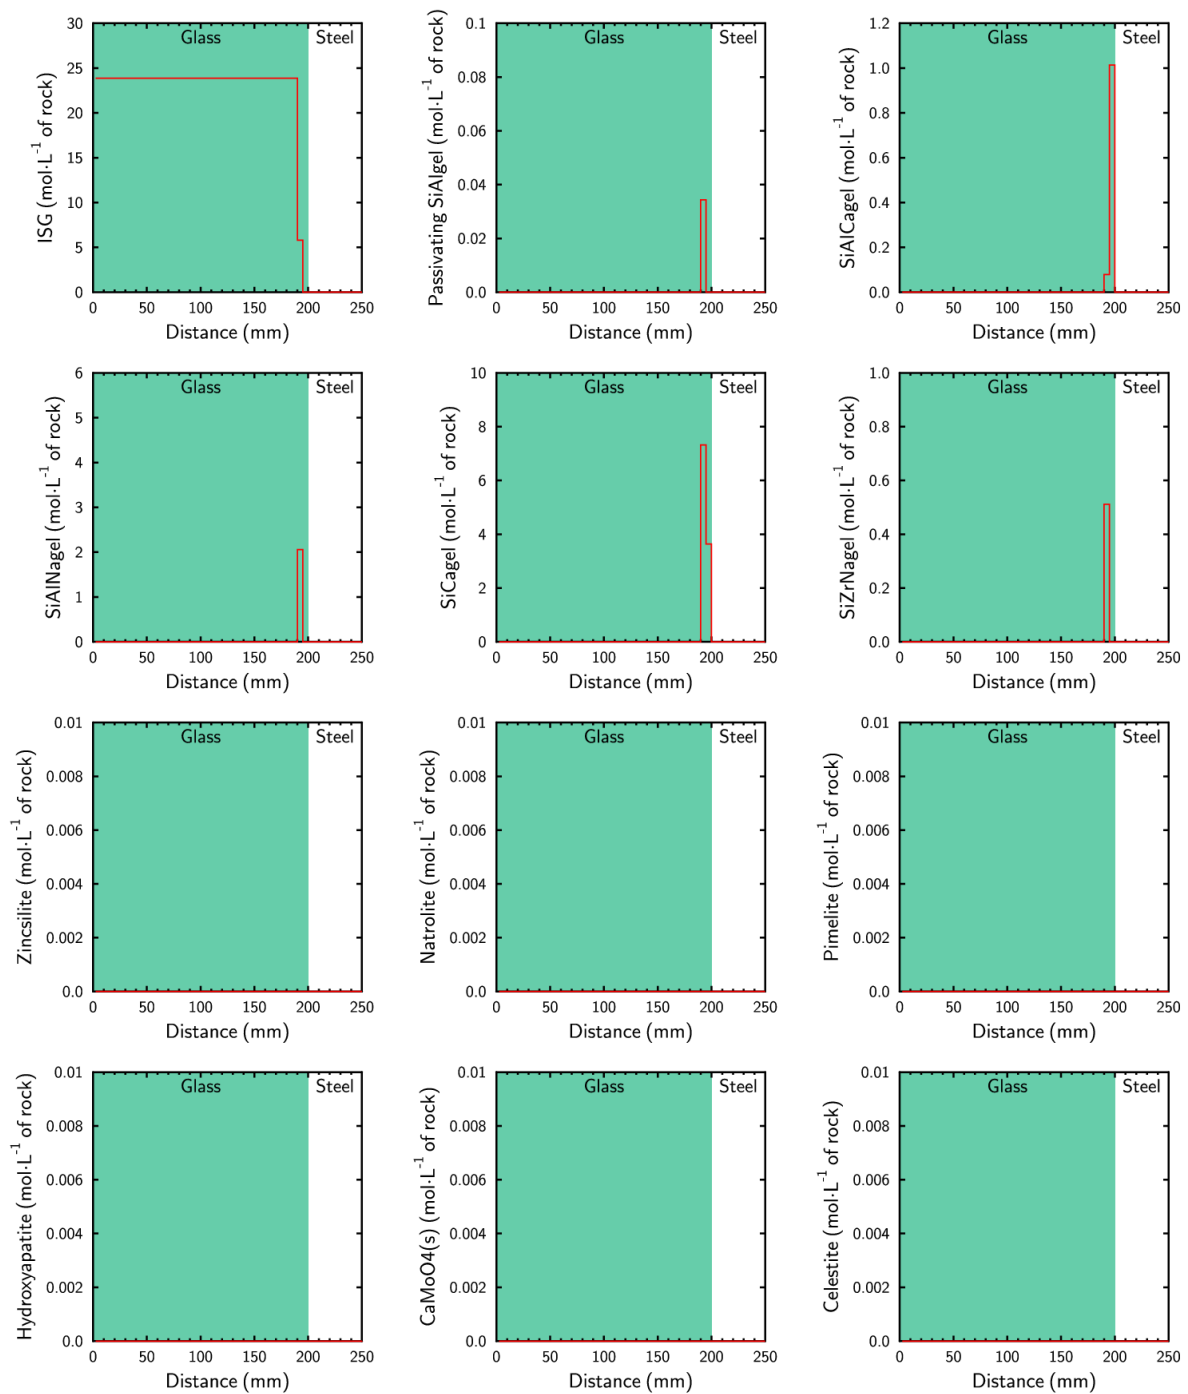 ISG (mol·L⁻¹ of rock)
30
25
20
15
10
5
0
Glass
Steel
0 50 100 150 200 250
Distance (mm)
Passivating SiAlgel (mol·L⁻¹ of rock)
0.1
0.08
0.06
0.04
0.02
0.0
Glass
Steel
0 50 100 150 200 250
Distance (mm)
SiAlCagel (mol·L⁻¹ of rock)
1.2
1.0
0.8
0.6
0.4
0.2
0.0
Glass
Steel
0 50 100 150 200 250
Distance (mm)
SiAlNagel (mol·L⁻¹ of rock)
6
5
4
3
2
1
0
Glass
Steel
0 50 100 150 200 250
Distance (mm)
SiCagel (mol·L⁻¹ of rock)
10
8
6
4
2
0
Glass
Steel
0 50 100 150 200 250
Distance (mm)
SiZrNagel (mol·L⁻¹ of rock)
1.0
0.8
0.6
0.4
0.2
0.0
Glass
Steel
0 50 100 150 200 250
Distance (mm)
Zincsilite (mol·L⁻¹ of rock)
0.01
0.008
0.006
0.004
0.002
0.0
Glass
Steel
0 50 100 150 200 250
Distance (mm)
Natrolite (mol·L⁻¹ of rock)
0.01
0.008
0.006
0.004
0.002
0.0
Glass
Steel
0 50 100 150 200 250
Distance (mm)
Pimelite (mol·L⁻¹ of rock)
0.01
0.008
0.006
0.004
0.002
0.0
Glass
Steel
0 50 100 150 200 250
Distance (mm)
Hydroxyapatite (mol·L⁻¹ of rock)
0.01
0.008
0.006
0.004
0.002
0.0
Glass
Steel
0 50 100 150 200 250
Distance (mm)
CaMoO4(s) (mol·L⁻¹ of rock)
0.01
0.008
0.006
0.004
0.002
0.0
Glass
Steel
0 50 100 150 200 250
Distance (mm)
Celestite (mol·L⁻¹ of rock)
0.01
0.008
0.006
0.004
0.002
0.0
Glass
Steel
0 50 100 150 200 250
Distance (mm)